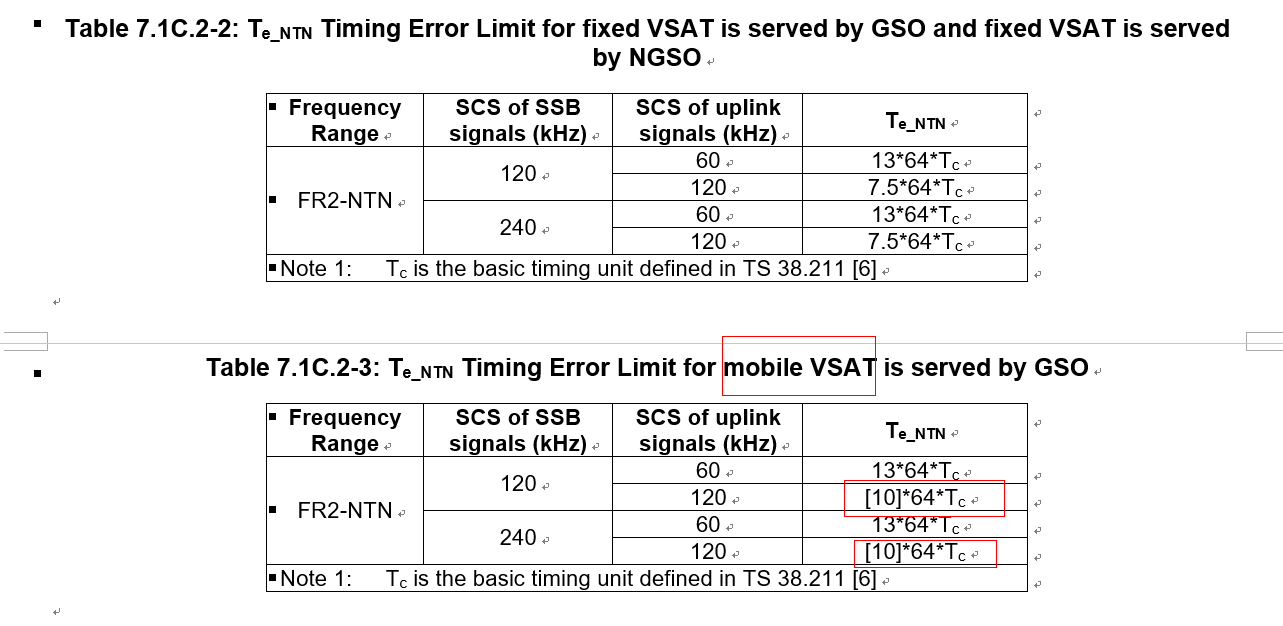 Table 7.1C.2-2: Te_NTN Timing Error Limit for fixed VSAT is served by GSO and fixed VSAT is served
by NGSO
Frequency Range SCS of SSB signals (kHz) SCS of uplink signals (kHz) Te_NTN
FR2-NTN 120 60 13*64*Tc
120 7.5*64*Tc
240 60 13*64*Tc
120 7.5*64*Tc
Note 1: Tc is the basic timing unit defined in TS 38.211 [6]
Table 7.1C.2-3: Te_NTN Timing Error Limit for mobile VSAT is served by GSO
Frequency Range SCS of SSB signals (kHz) SCS of uplink signals (kHz) Te_NTN
FR2-NTN 120 60 13*64*Tc
120 [10]*64*Tc
240 60 13*64*Tc
120 [10]*64*Tc
Note 1: Tc is the basic timing unit defined in TS 38.211 [6]